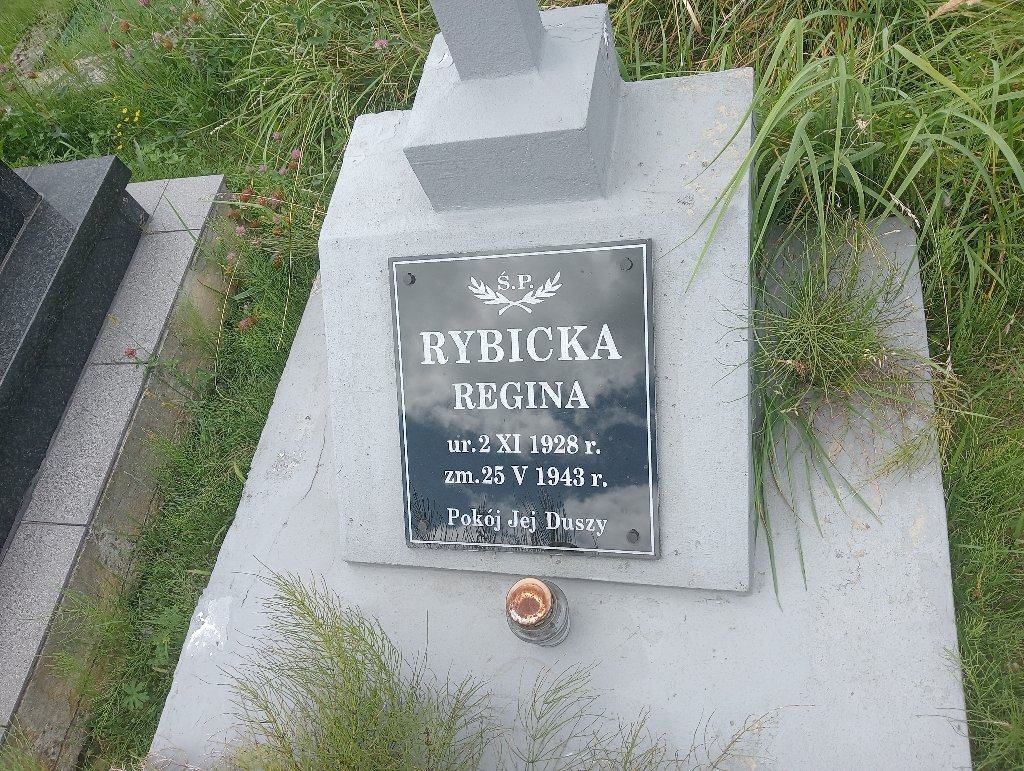 Ś.P.
RYBICKA
REGINA
ur. 2 XI 1928 r.
zm. 25 V 1943 r.
Pokój Jej Duszy